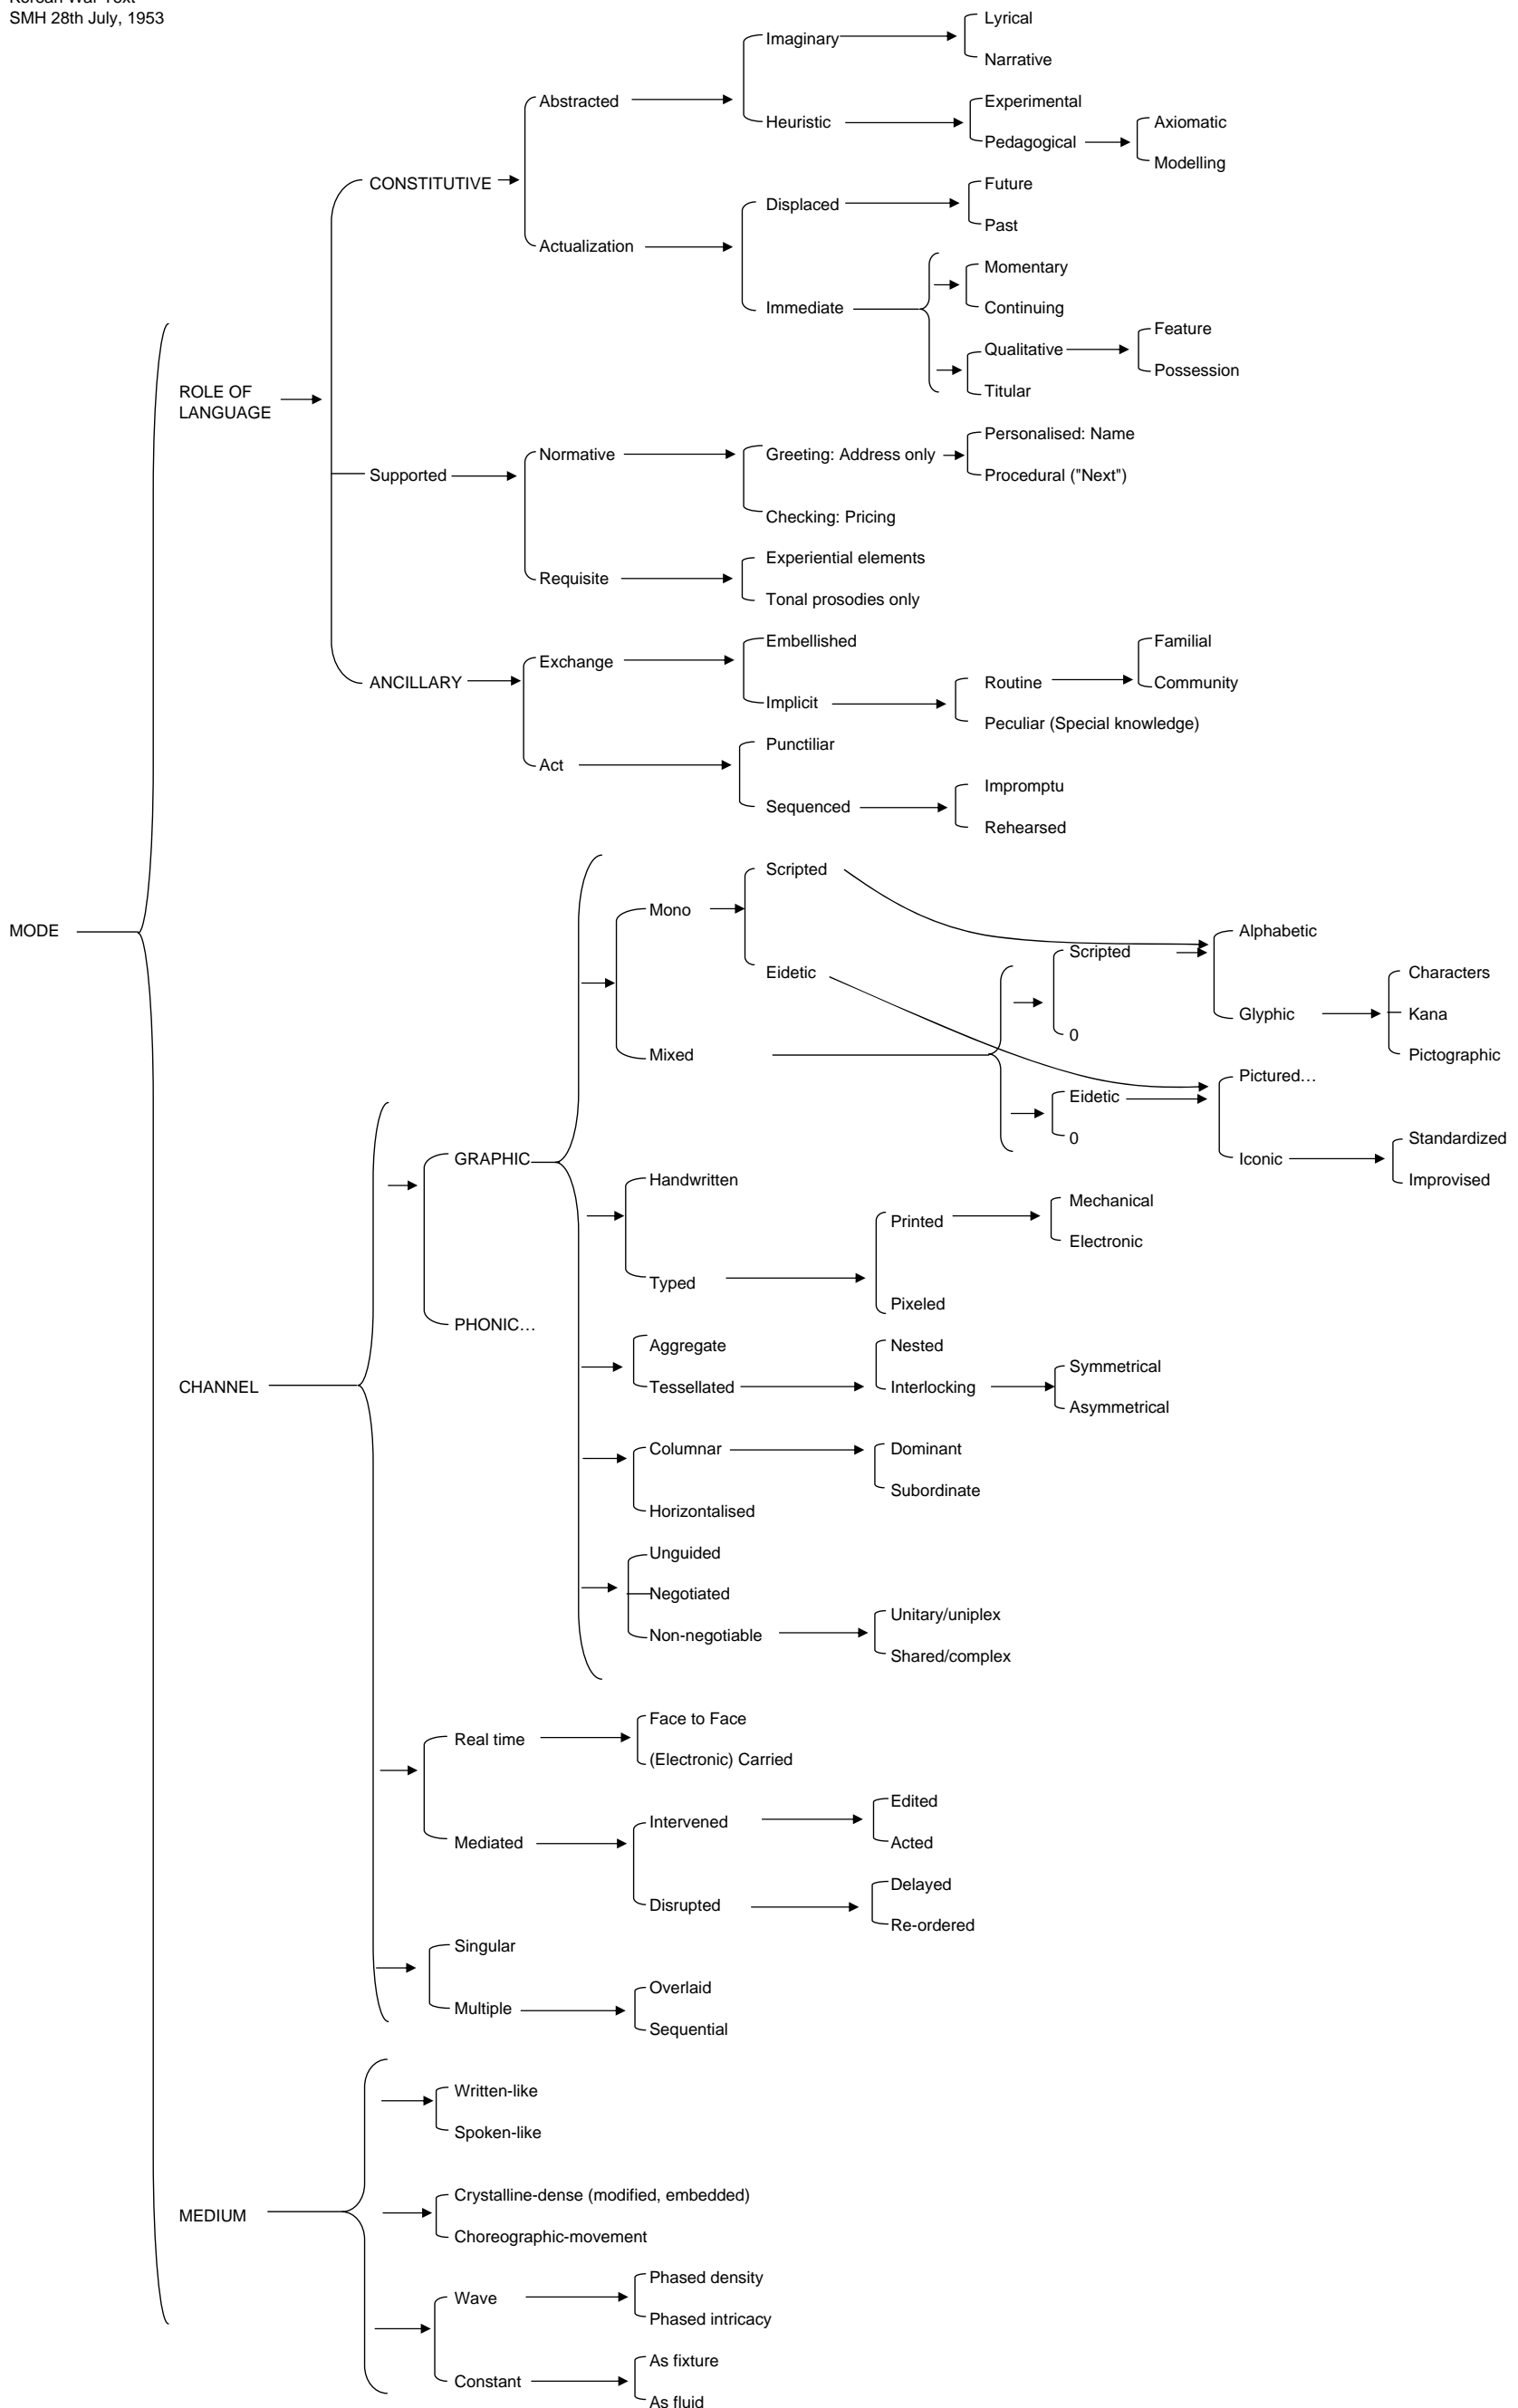 Korean War Text
SMH 28th July, 1953
Lyrical
Imaginary
Narrative
Abstracted
Experimental
Heuristic
Axiomatic
Pedagogical
Modelling
CONSTITUTIVE
Future
Displaced
Past
Actualization
Momentary
Immediate
Continuing
Feature
Qualitative
Possession
Titular
ROLE OF
LANGUAGE
Personalised: Name
Normative
Greeting: Address only
Procedural ("Next")
Supported
Checking: Pricing
Experiential elements
Requisite
Tonal prosodies only
Embellished
Familial
Exchange
ANCILLARY
Routine
Community
Implicit
Peculiar (Special knowledge)
Punctiliar
Act
Impromptu
Sequenced
Rehearsed
Scripted
Mono
MODE
Alphabetic
Scripted
Eidetic
Characters
Glyphic
Kana
0
Mixed
Pictographic
Pictured…
Eidetic
0
Standardized
GRAPHIC
Iconic
Improvised
Handwritten
Mechanical
Printed
Electronic
Typed
Pixeled
PHONIC…
Aggregate
Nested
Symmetrical
CHANNEL
Tessellated
Interlocking
Asymmetrical
Columnar
Dominant
Subordinate
Horizontalised
Unguided
Negotiated
Unitary/uniplex
Non-negotiable
Shared/complex
Face to Face
Real time
(Electronic) Carried
Edited
Intervened
Acted
Mediated
Delayed
Disrupted
Re-ordered
Singular
Overlaid
Multiple
Sequential
Written-like
Spoken-like
Crystalline-dense (modified, embedded)
MEDIUM
Choreographic-movement
Phased density
Wave
Phased intricacy
As fixture
Constant
As fluid